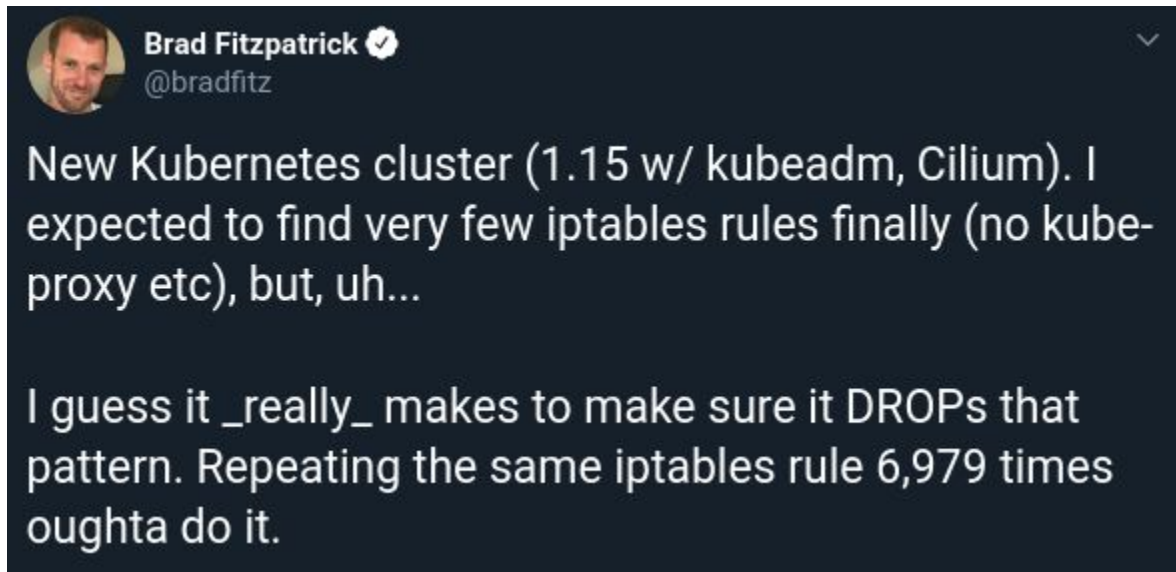 Brad Fitzpatrick
@bradfitz
New Kubernetes cluster (1.15 w/ kubeadm, Cilium). I
expected to find very few iptables rules finally (no kube-
proxy etc), but, uh...
I guess it _really_ makes to make sure it DROPs that
pattern. Repeating the same iptables rule 6,979 times
oughta do it.